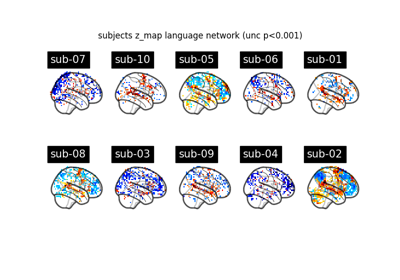 subjects z_map language network (unc p<0.001)
sub-07 sub-10 sub-05 sub-06 sub-01
sub-08 sub-03 sub-09 sub-04 sub-02